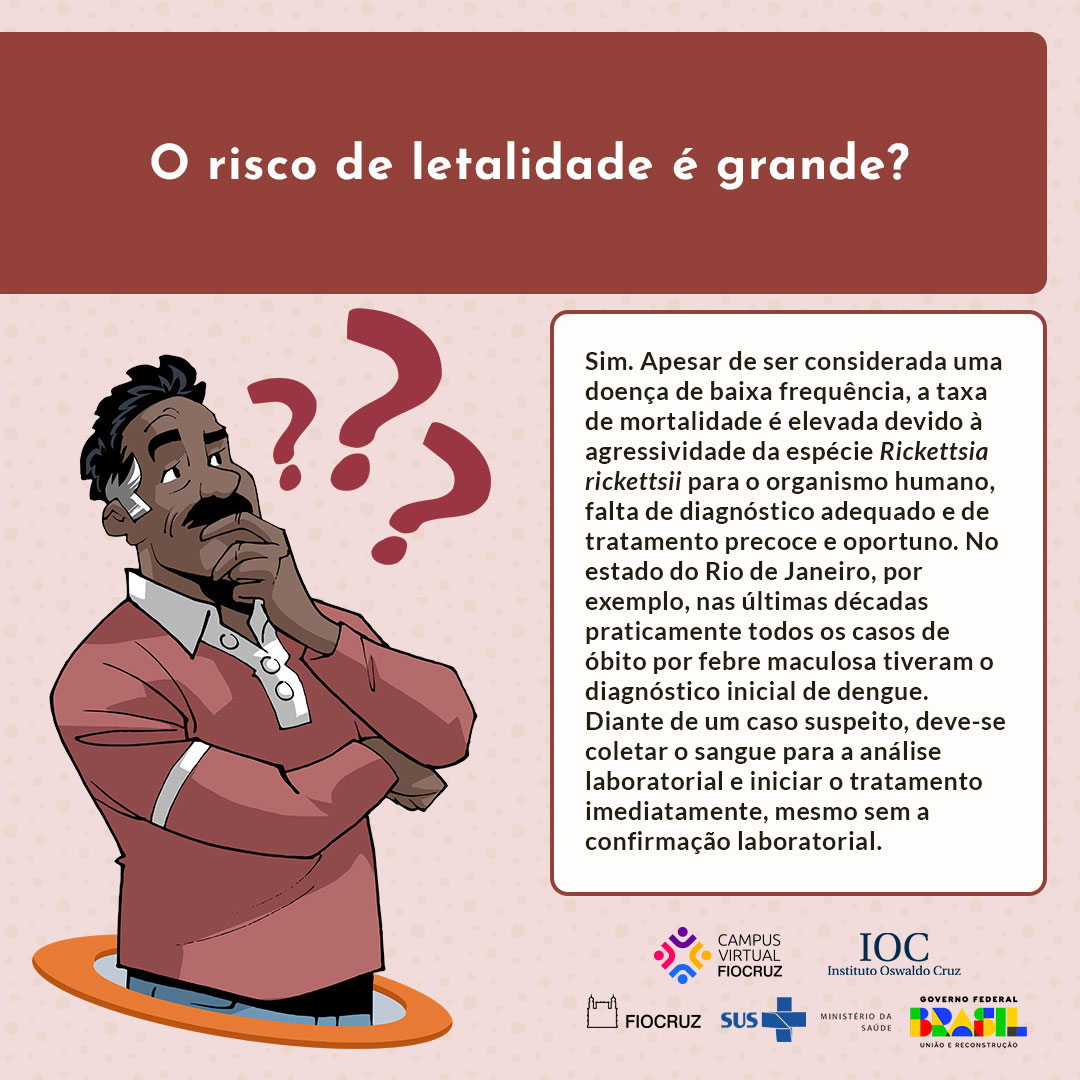 O risco de letalidade é grande?
Sim. Apesar de ser considerada uma
doença de baixa frequência, a taxa
de mortalidade é elevada devido à
agressividade da espécie Rickettsia
rickettsii para o organismo humano,
falta de diagnóstico adequado e de
tratamento precoce e oportuno. No
estado do Rio de Janeiro, por
exemplo, nas últimas décadas
praticamente todos os casos de
óbito por febre maculosa tiveram o
diagnóstico inicial de dengue.
Diante de um caso suspeito, deve-se
coletar o sangue para a análise
laboratorial e iniciar o tratamento
imediatamente, mesmo sem a
confirmação laboratorial.
CAMPUS
VIRTUAL
FIOCRUZ
IOC
Instituto Oswaldo Cruz
FIOCRUZ
SUS
MINISTÉRIO DA
SAÚDE
GOVERNO FEDERAL
BRASIL
UNIÃO E RECONSTRUÇÃO